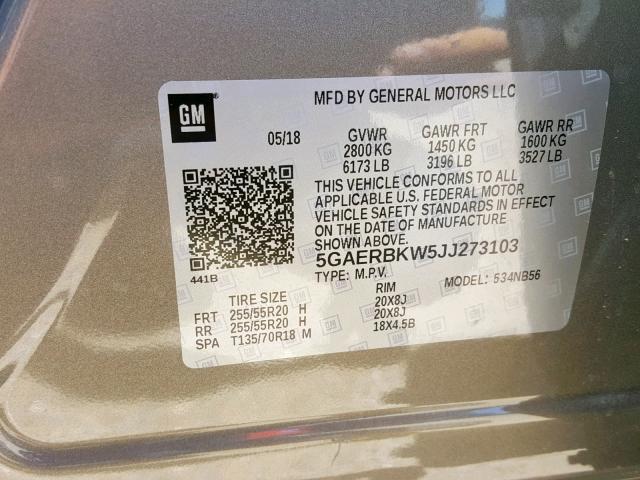 GM
MFD BY GENERAL MOTORS LLC
05/18 GVWR GAWR FRT GAWR RR
2800 KG 1450 KG 1600 KG
6173 LB 3196 LB 3527 LB
THIS VEHICLE CONFORMS TO ALL
APPLICABLE U.S. FEDERAL MOTOR
VEHICLE SAFETY STANDARDS IN EFFECT
ON THE DATE OF MANUFACTURE
SHOWN ABOVE.
441B
5GAERBKW5JJ273103
TYPE: M.P.V. MODEL: 534NB56
TIRE SIZE RIM
FRT 255/55R20 H 20X8J
RR 255/55R20 H 20X8J
SPA T135/70R18 M 18X4.5B